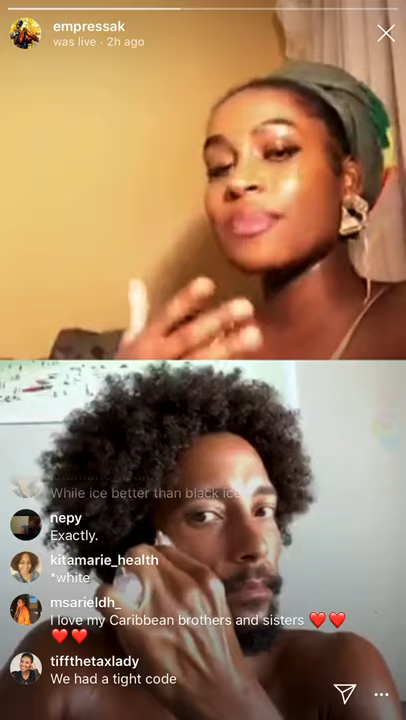 empressak
was live · 2h ago
While ice better than black ice
nepy
Exactly.
kitamarie_health
*white
msarieldh_
I love my Caribbean brothers and sisters ❤️❤️
❤️❤️
tiffthetaxlady
We had a tight code